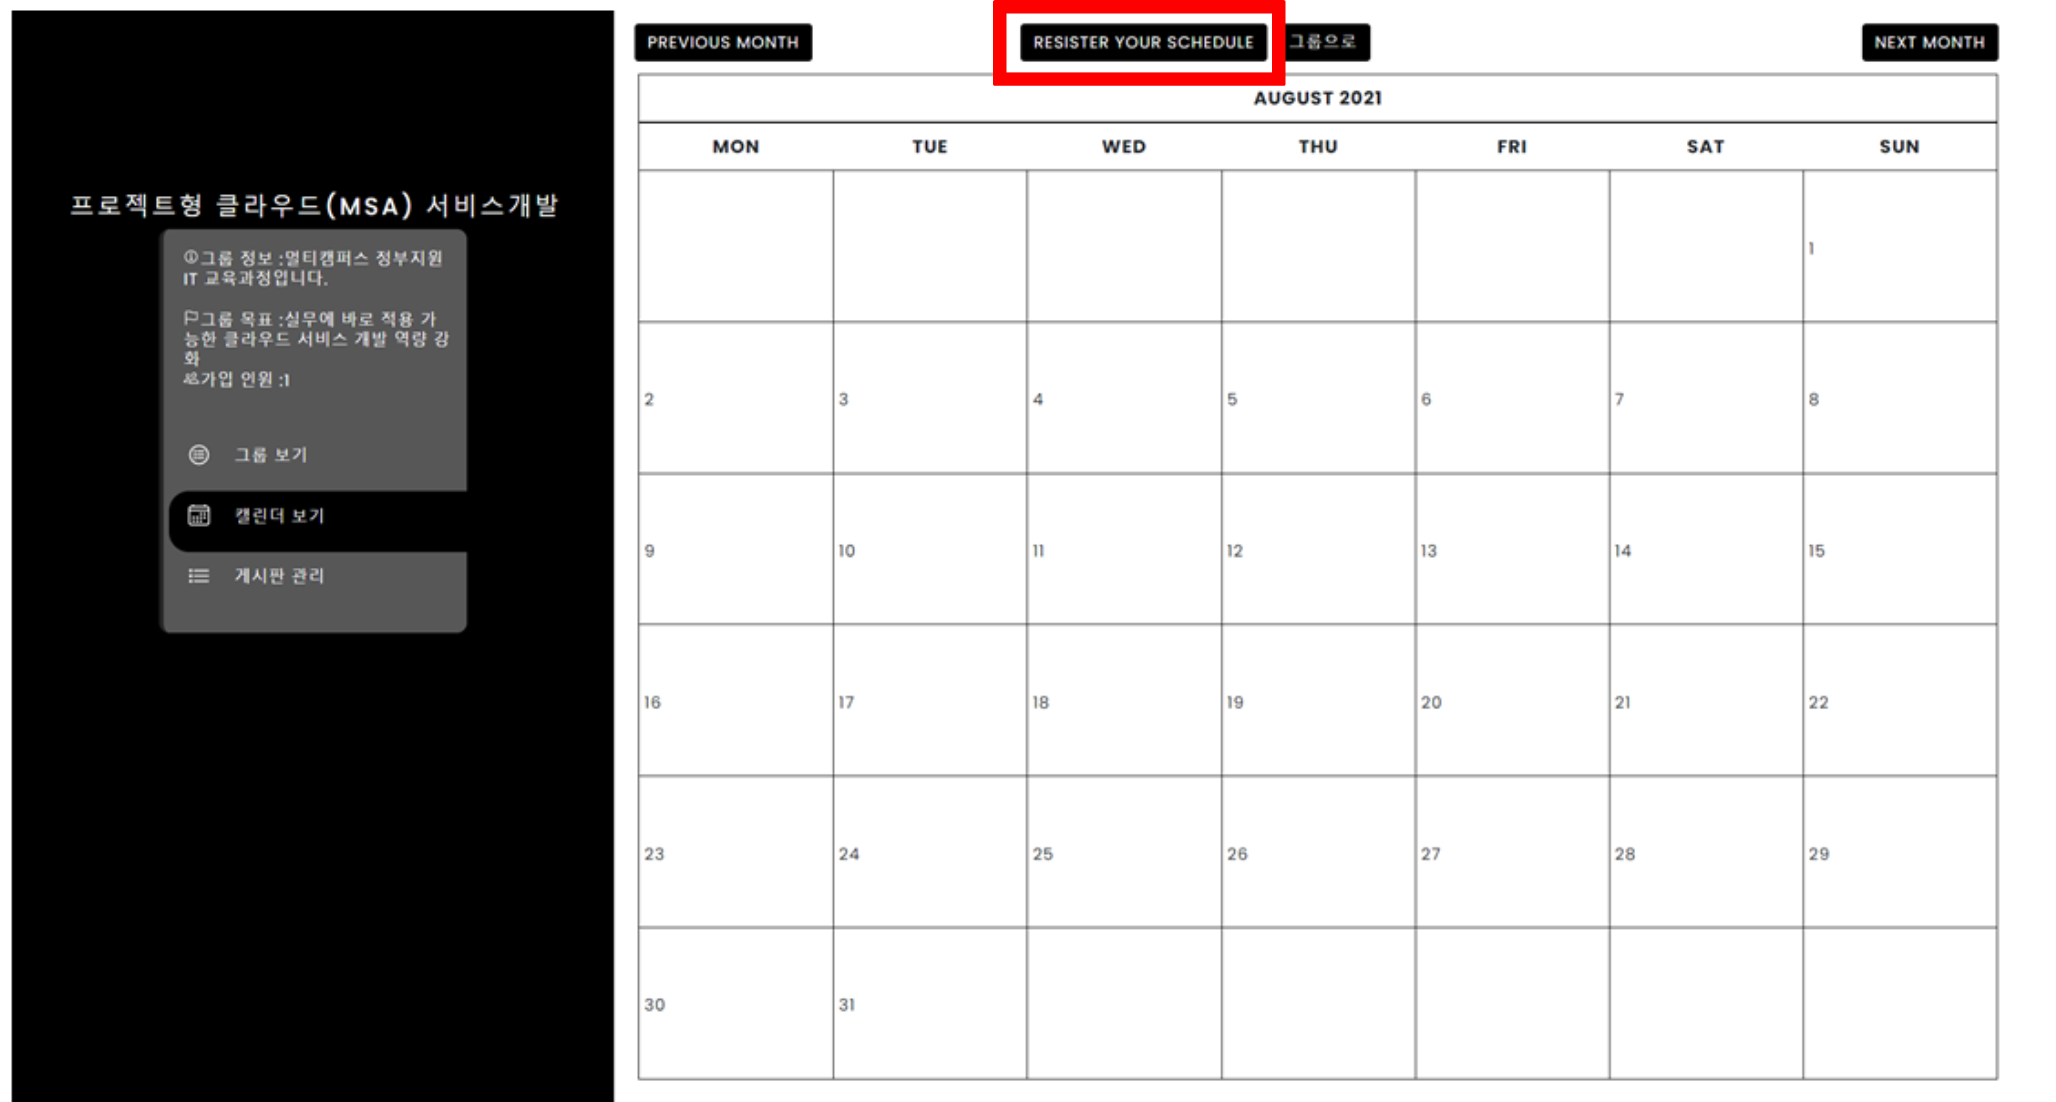 프로젝트형 클라우드(MSA) 서비스개발
그룹 정보 :멀티캠퍼스 정부지원
IT 교육과정입니다.
그룹 목표 :실무에 바로 적용 가
능한 클라우드 서비스 개발 역량 강
화
가입 인원 :1
그룹 보기
캘린더 보기
게시판 관리
PREVIOUS MONTH RESISTER YOUR SCHEDULE 그룹으로 NEXT MONTH
AUGUST 2021
MON TUE WED THU FRI SAT SUN
1
2 3 4 5 6 7 8
9 10 11 12 13 14 15
16 17 18 19 20 21 22
23 24 25 26 27 28 29
30 31